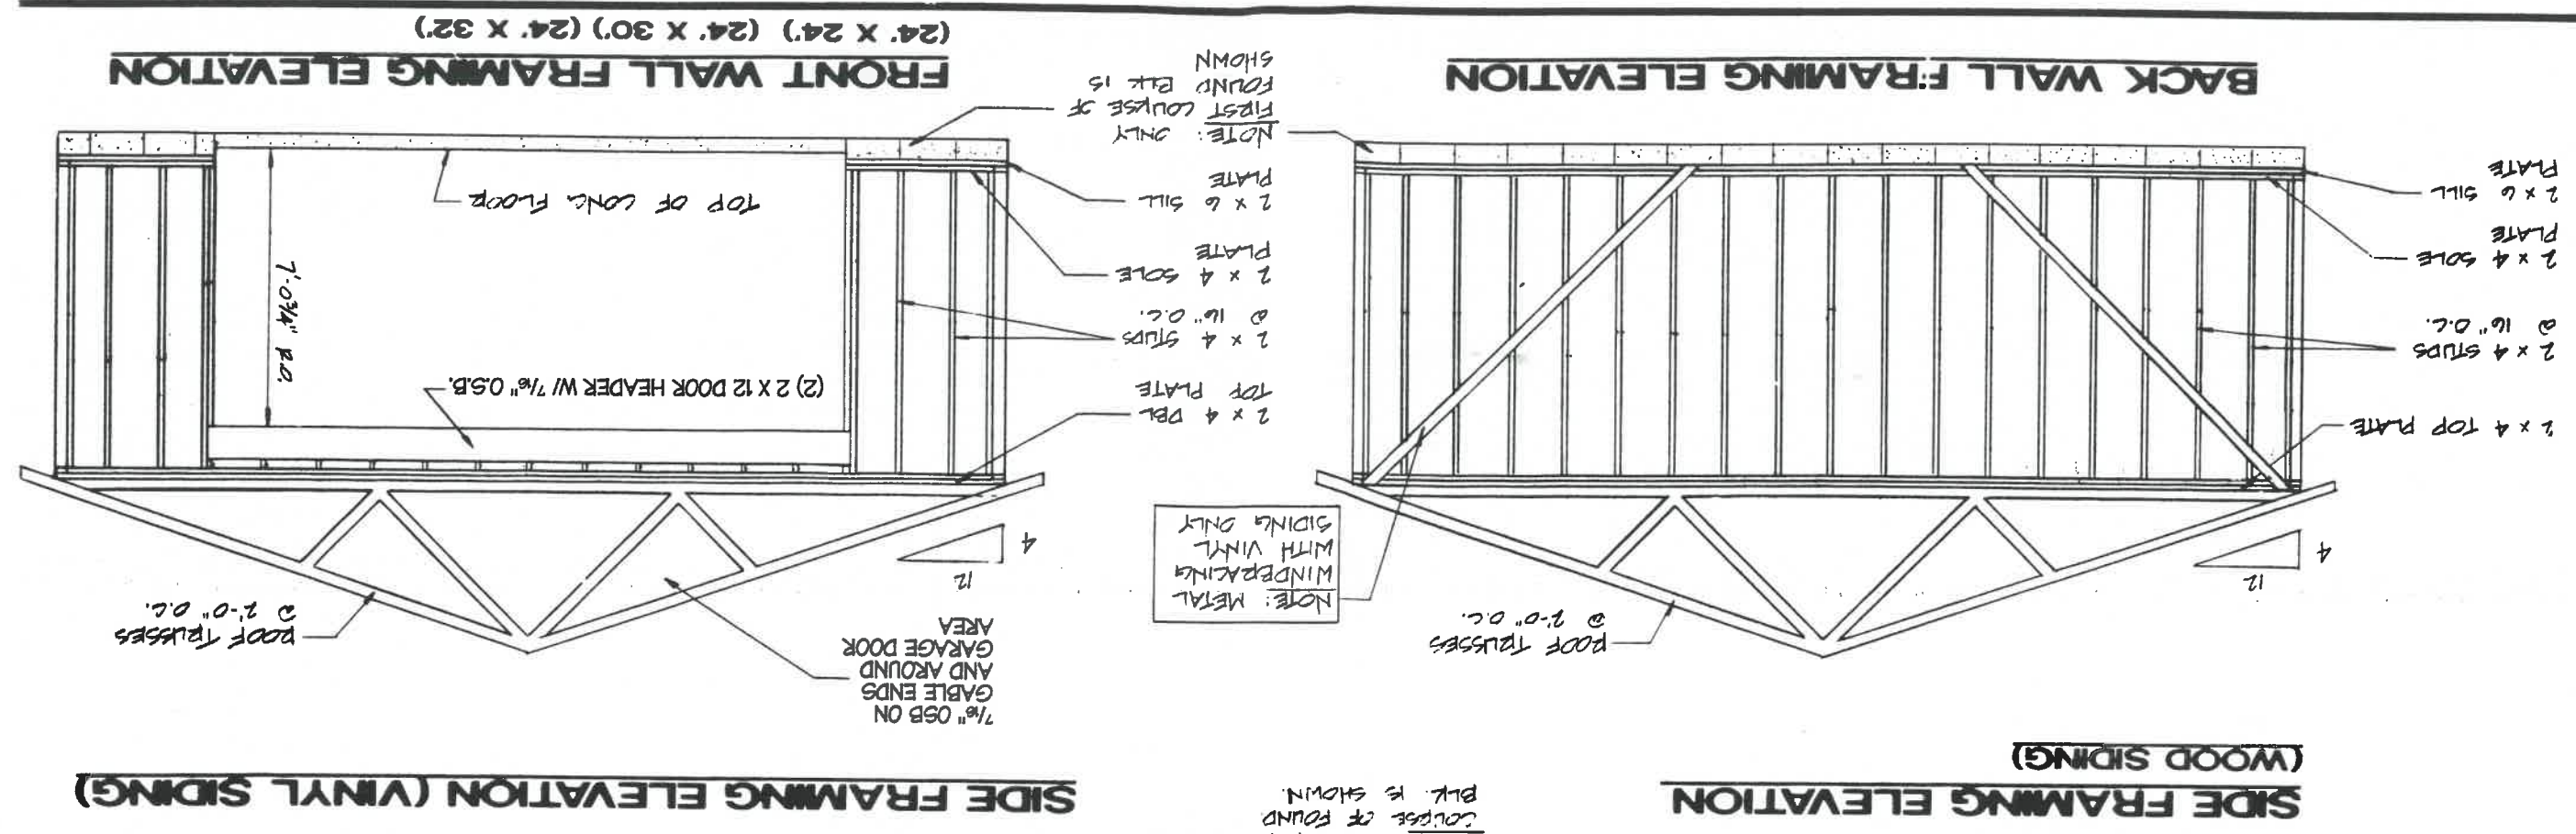 SIDE FRAMING ELEVATION
(WOOD SIDING)
COURSE OF FOUND
BLK. IS SHOWN.
SIDE FRAMING ELEVATION (VINYL SIDING)
12
4
ROOF TRUSSES
@ 2'-0" O.C.
NOTE: METAL
WINDBRACING
WITH VINYL
SIDING ONLY
2 x 4 TOP PLATE
2 x 4 STUDS
@ 16" O.C.
2 x 4 SOLE
PLATE
2 x 6 SILL
PLATE
BACK WALL FRAMING ELEVATION
7/16" OSB ON
GABLE ENDS
AND AROUND
GARAGE DOOR
AREA
12
4
ROOF TRUSSES
@ 2'-0" O.C.
2 x 4 DBL
TOP PLATE
2 x 4 STUDS
@ 16" O.C.
2 x 4 SOLE
PLATE
2 x 6 SILL
PLATE
NOTE: ONLY
FIRST COURSE OF
FOUND BLK IS
SHOWN
(2) 2 X 12 DOOR HEADER W/ 7/16" O.S.B.
7'-0 3/4" R.O.
TOP OF CONC. FLOOR
FRONT WALL FRAMING ELEVATION
(24' X 24') (24' X 30') (24' X 32')